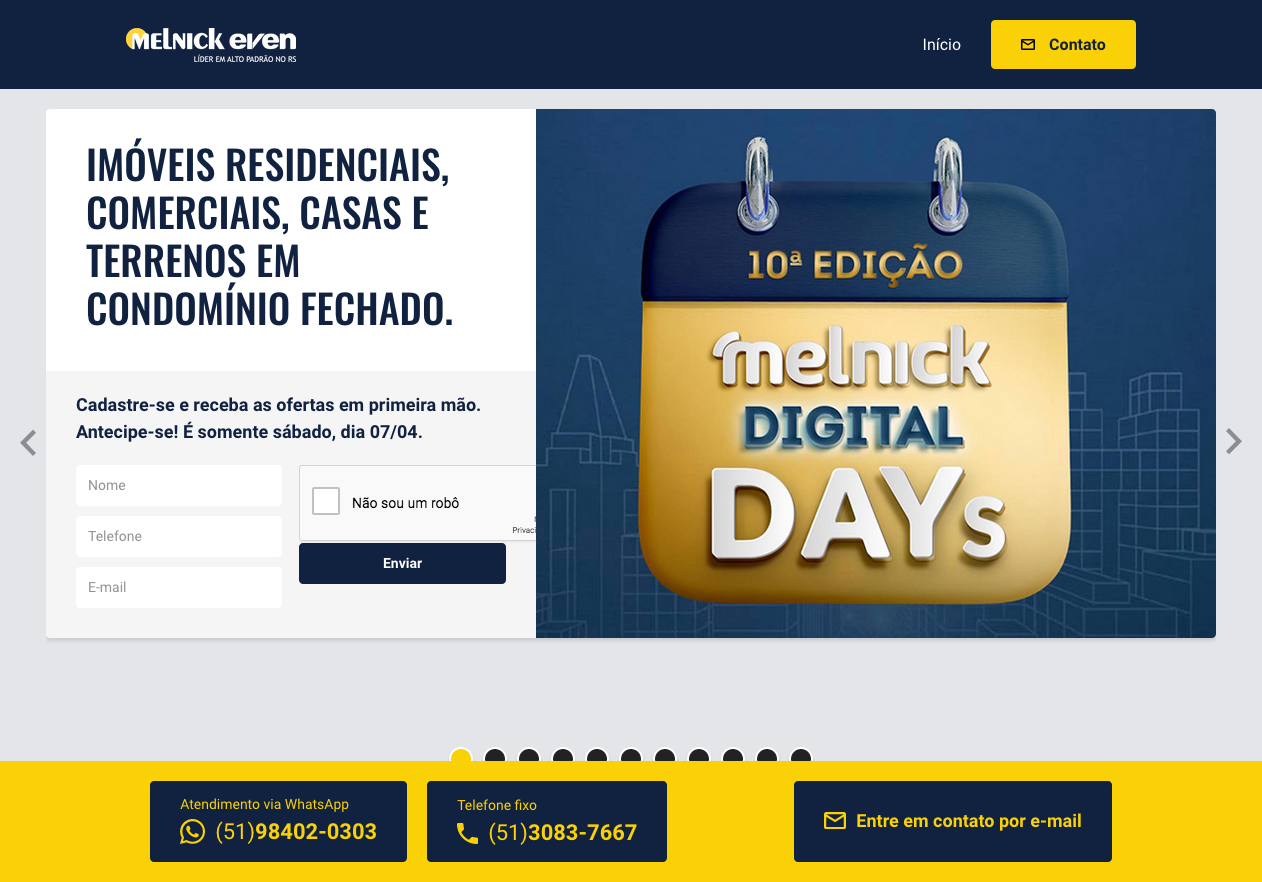 MELNICK even
LÍDER EM ALTO PADRÃO NO RS
Início
Contato
IMÓVEIS RESIDENCIAIS,
COMERCIAIS, CASAS E
TERRENOS EM
CONDOMÍNIO FECHADO.
Cadastre-se e receba as ofertas em primeira mão.
Antecipe-se! É somente sábado, dia 07/04.
Nome
Telefone
E-mail
Não sou um robô
Enviar
10ª EDIÇÃO
melnick
DIGITAL
DAYs
Atendimento via WhatsApp
(51)98402-0303
Telefone fixo
(51)3083-7667
Entre em contato por e-mail